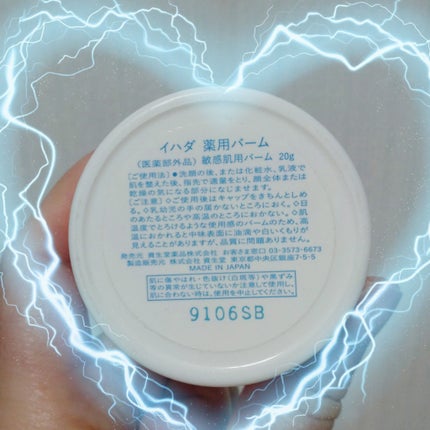 イハダ 薬用バーム
(医薬部外品) 敏感肌用バーム 20g
〈ご使用法〉●洗顔の後、または化粧水、乳液で
肌を整えた後、指先で適量をとり、顔全体または
乾燥の気になる部分になじませます。
〈ご注意〉◇ご使用後はキャップをきちんとしめ
る。◇乳幼児の手の届かないところにおく。◇日
のあたるところや高温のところにおかない。◇肌
温度でとろけるような使用感のバームのため、高
温におかれると中味表面に油滴や白いくもりが
見えることがありますが、品質に問題ありません。
発売元 資生堂薬品株式会社 お客さま窓口 03-3573-6673
製造販売元 株式会社 資生堂 東京都中央区銀座7-5-5
MADE IN JAPAN
肌に傷やはれ・色抜け(白斑等)や黒ずみ
等の異常が生じていないか注意して使用し、
肌に合わない時は、使用を中止してください。
9106SB